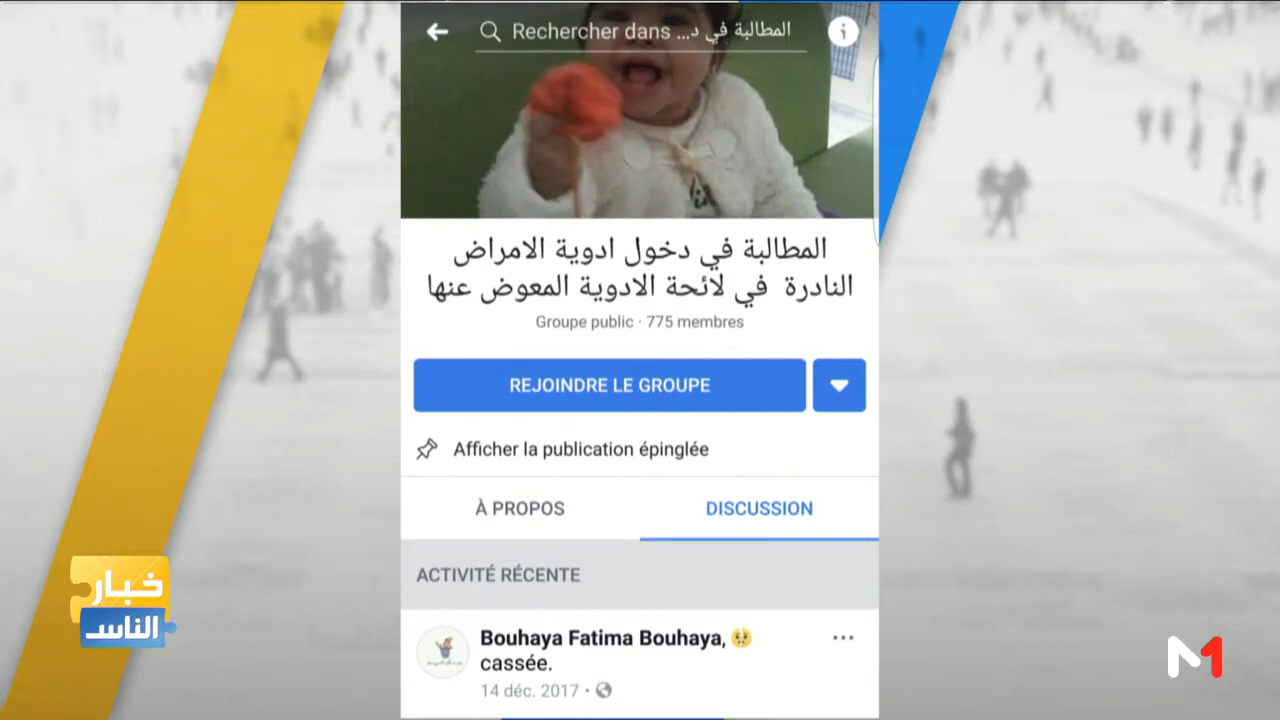 Rechercher dans ...المطالبة في د
المطالبة في دخول ادوية الامراض
النادرة في لائحة الادوية المعوض عنها
Groupe public · 775 membres
REJOINDRE LE GROUPE
Afficher la publication épinglée
À PROPOS
DISCUSSION
ACTIVITÉ RÉCENTE
Bouhaya Fatima Bouhaya, 🥺
cassée.
14 déc. 2017 •
خبار
الناس
M1